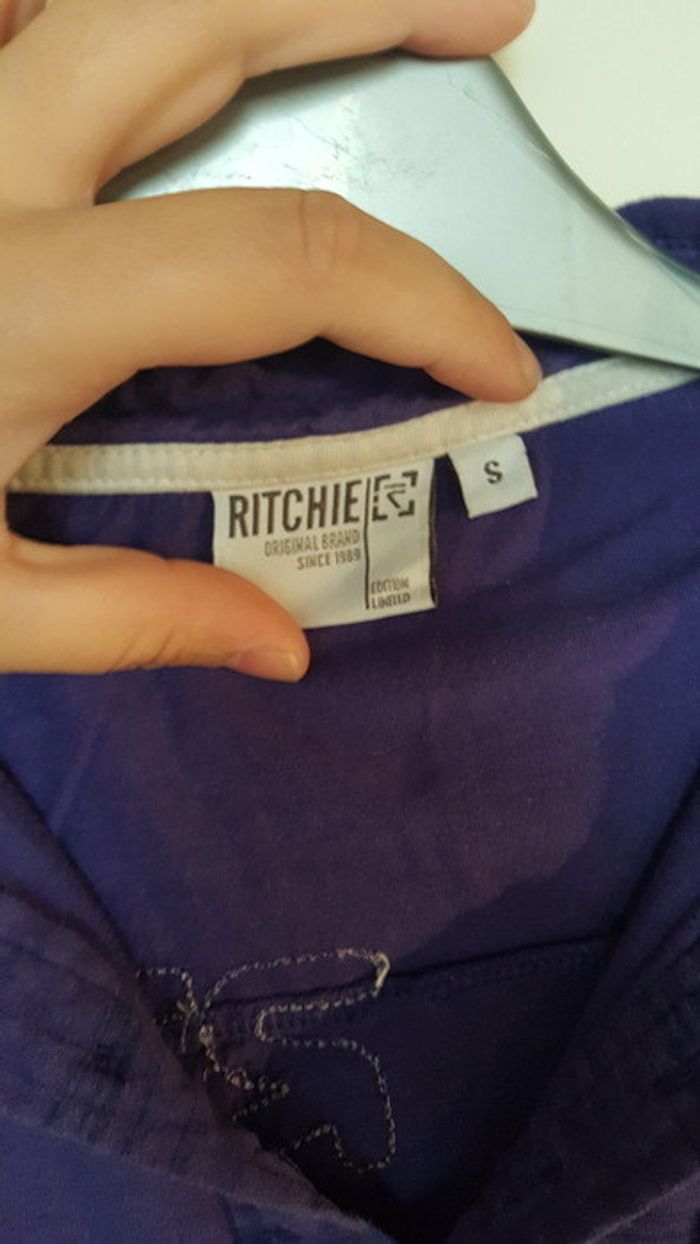 RITCHIE
ORIGINAL BRAND
SINCE 1989
EDITION
LIMITED
S